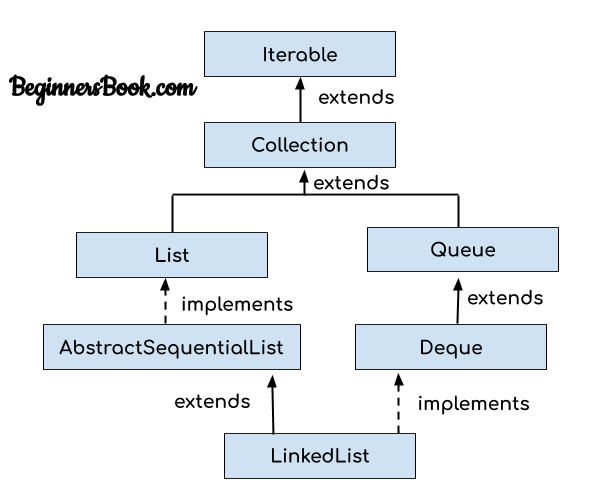 Iterable
BeginnersBook.com
extends
Collection
extends
List
Queue
implements
extends
AbstractSequentialList
Deque
extends
implements
LinkedList